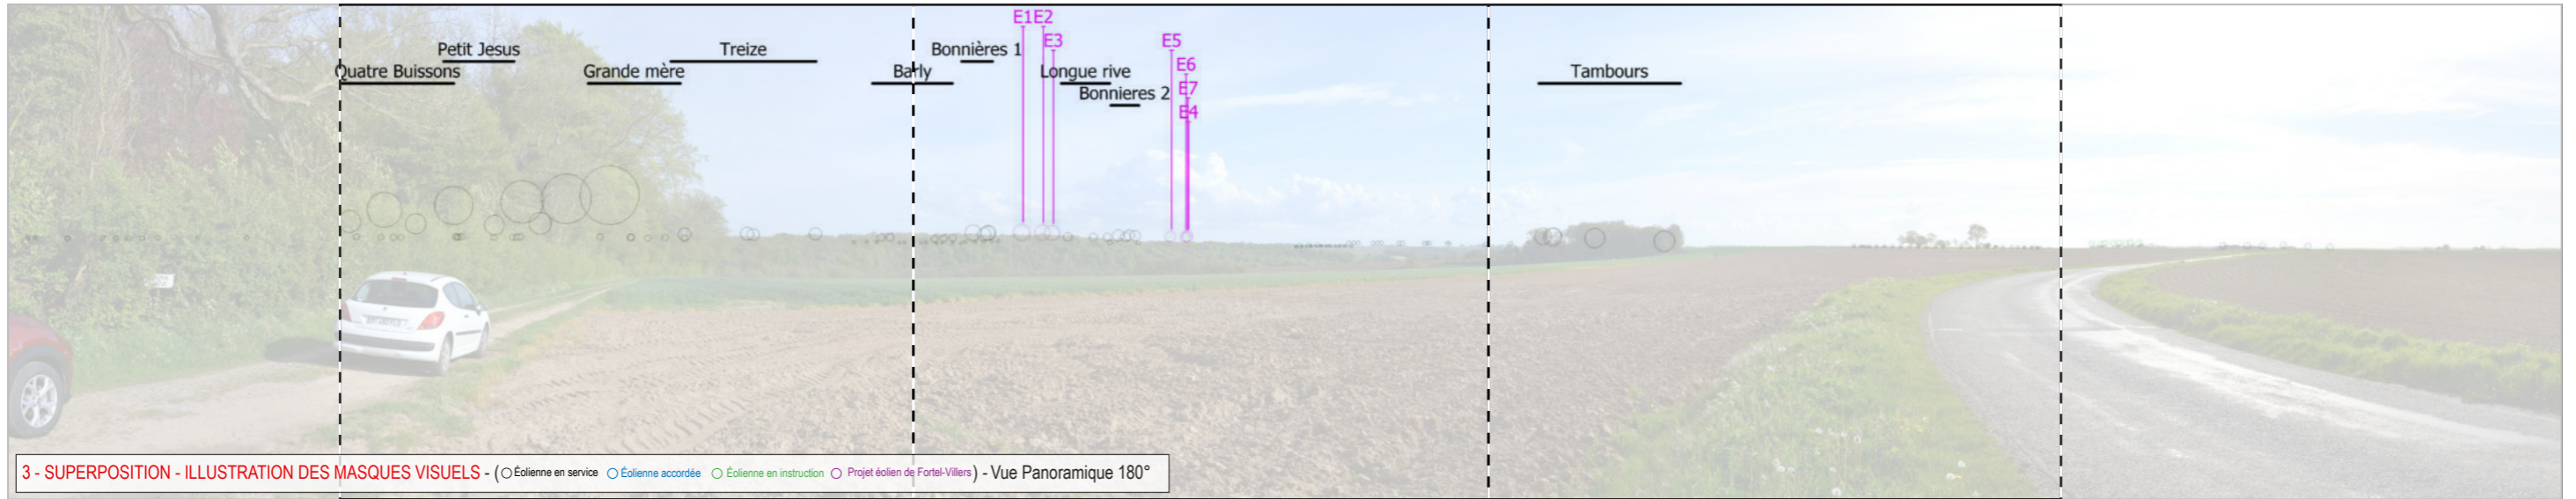 E1 E2
E3
E5
Petit Jesus
Treize
Bonnières 1
Quatre Buissons
Grande mère
Barly
Longue rive
E6
Tambours
Bonnieres 2
E7
E4
3 - SUPERPOSITION - ILLUSTRATION DES MASQUES VISUELS - ( Éolienne en service Éolienne accordée Éolienne en instruction Projet éolien de Fortel-Villers) - Vue Panoramique 180°